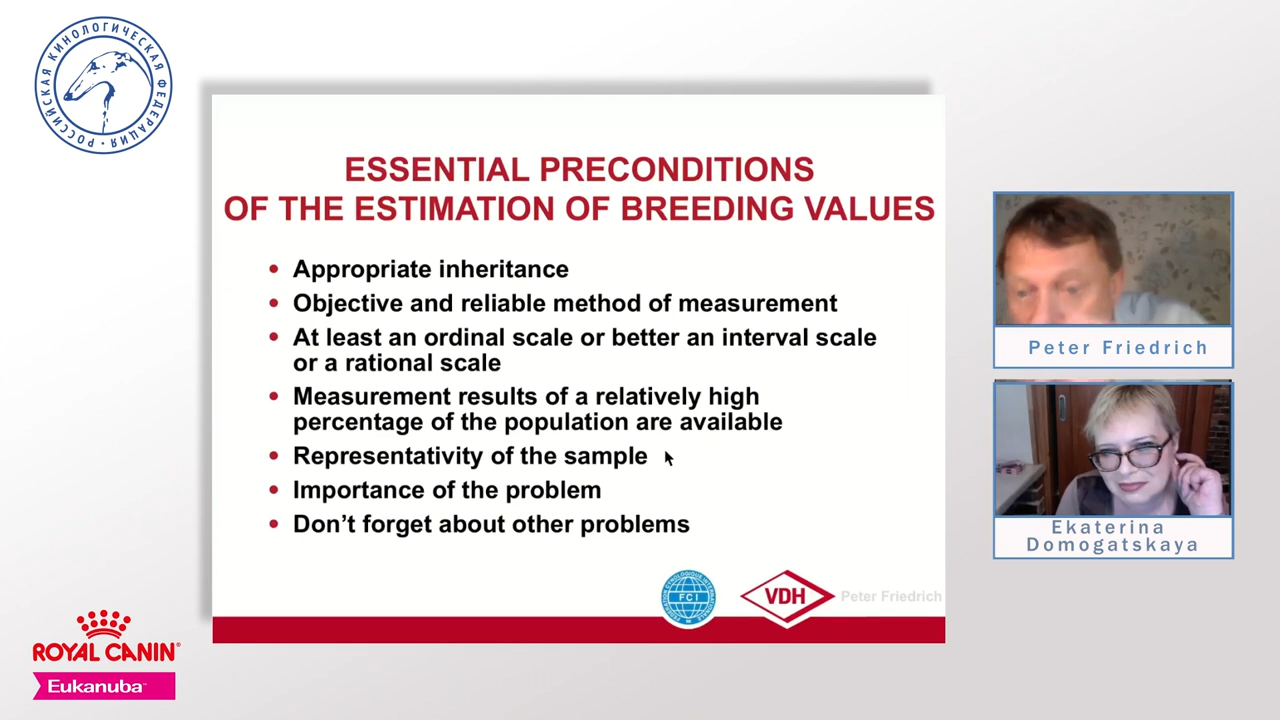 РОССИЙСКАЯ КИНОЛОГИЧЕСКАЯ ФЕДЕРАЦИЯ
ESSENTIAL PRECONDITIONS
OF THE ESTIMATION OF BREEDING VALUES
• Appropriate inheritance
• Objective and reliable method of measurement
• At least an ordinal scale or better an interval scale
or a rational scale
• Measurement results of a relatively high
percentage of the population are available
• Representativity of the sample
• Importance of the problem
• Don’t forget about other problems
FEDERATION CYNOLOGIQUE INTERNATIONALE
FCI
VDH
Peter Friedrich
Peter Friedrich
Ekaterina
Domogatskaya
ROYAL CANIN
Eukanuba